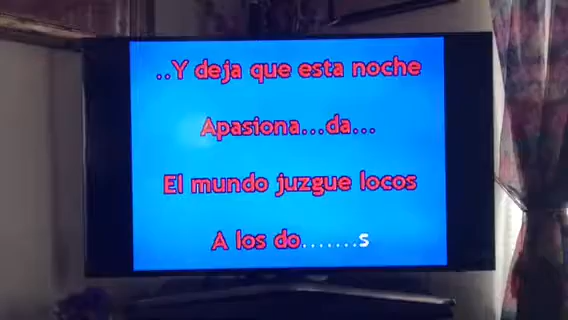 ..Y deja que esta noche
Apasiona...da...
El mundo juzgue locos
A los do.......s